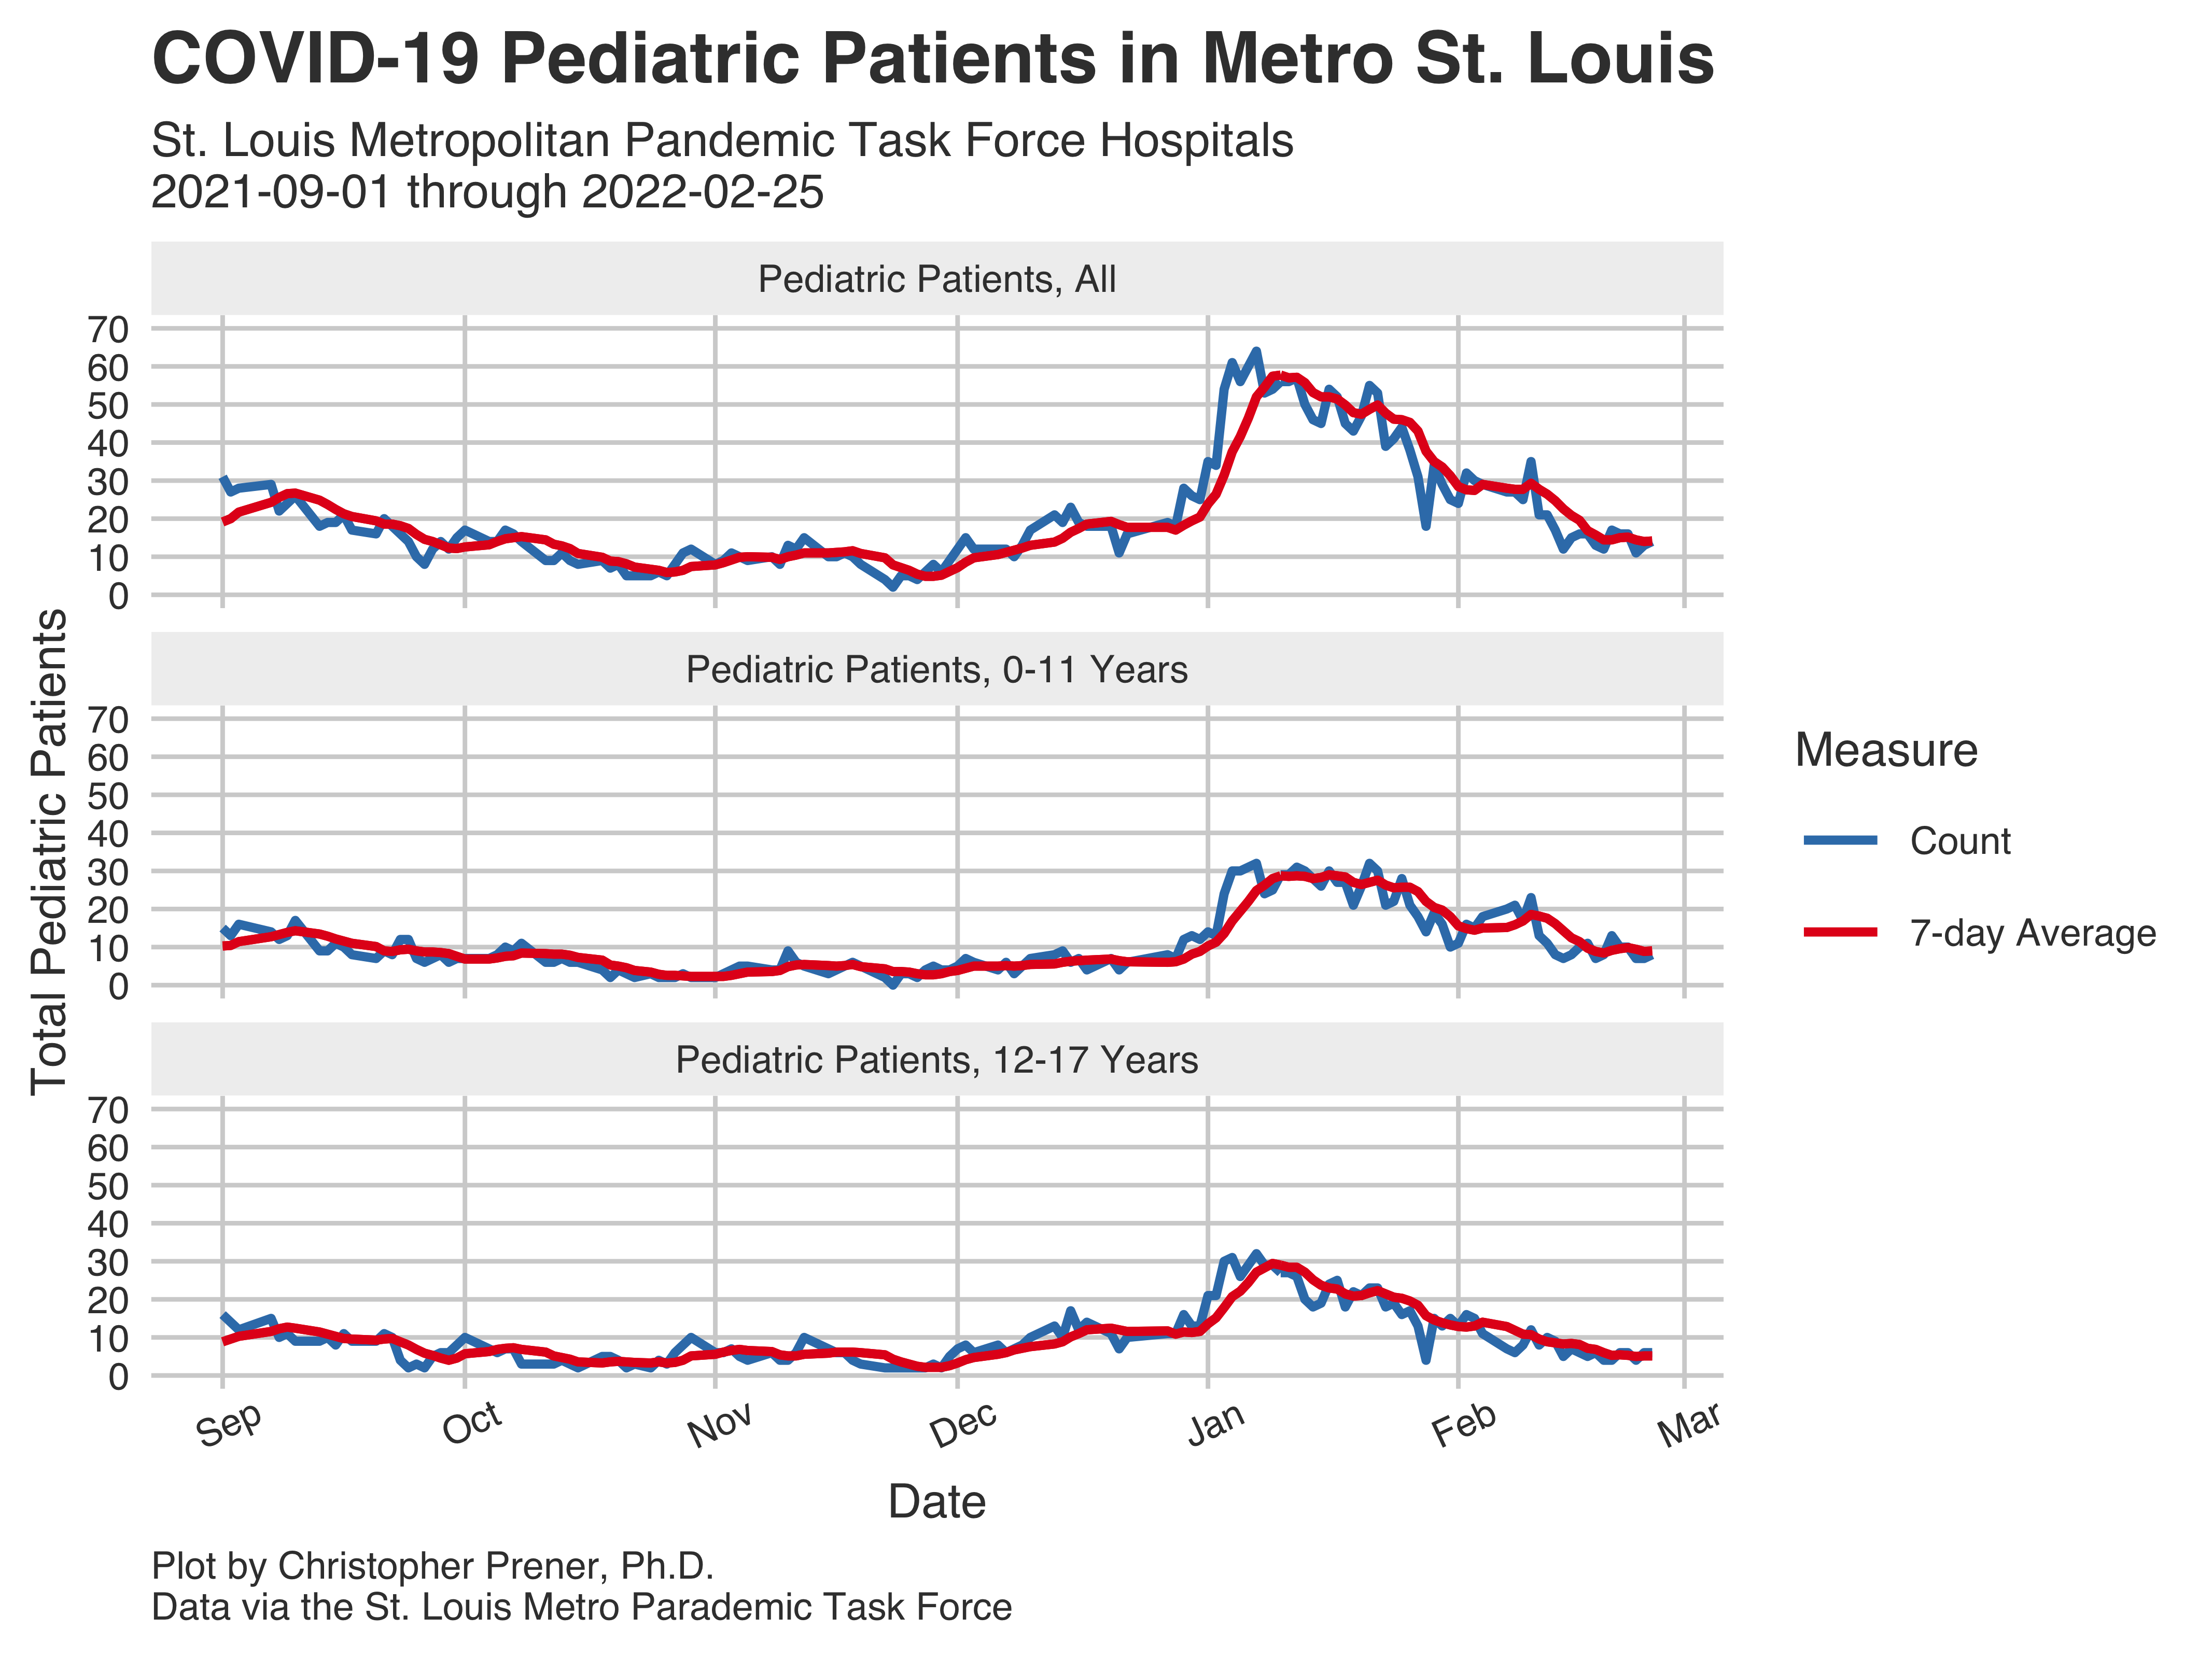 COVID-19 Pediatric Patients in Metro St. Louis
St. Louis Metropolitan Pandemic Task Force Hospitals
2021-09-01 through 2022-02-25
Pediatric Patients, All
70
60
50
40
30
20
10
0
Pediatric Patients, 0-11 Years
70
60
50
40
30
20
10
0
Pediatric Patients, 12-17 Years
70
60
50
40
30
20
10
0
Total Pediatric Patients
Sep Oct Nov Dec Jan Feb Mar
Date
Measure
Count
7-day Average
Plot by Christopher Prener, Ph.D.
Data via the St. Louis Metro Parademic Task Force